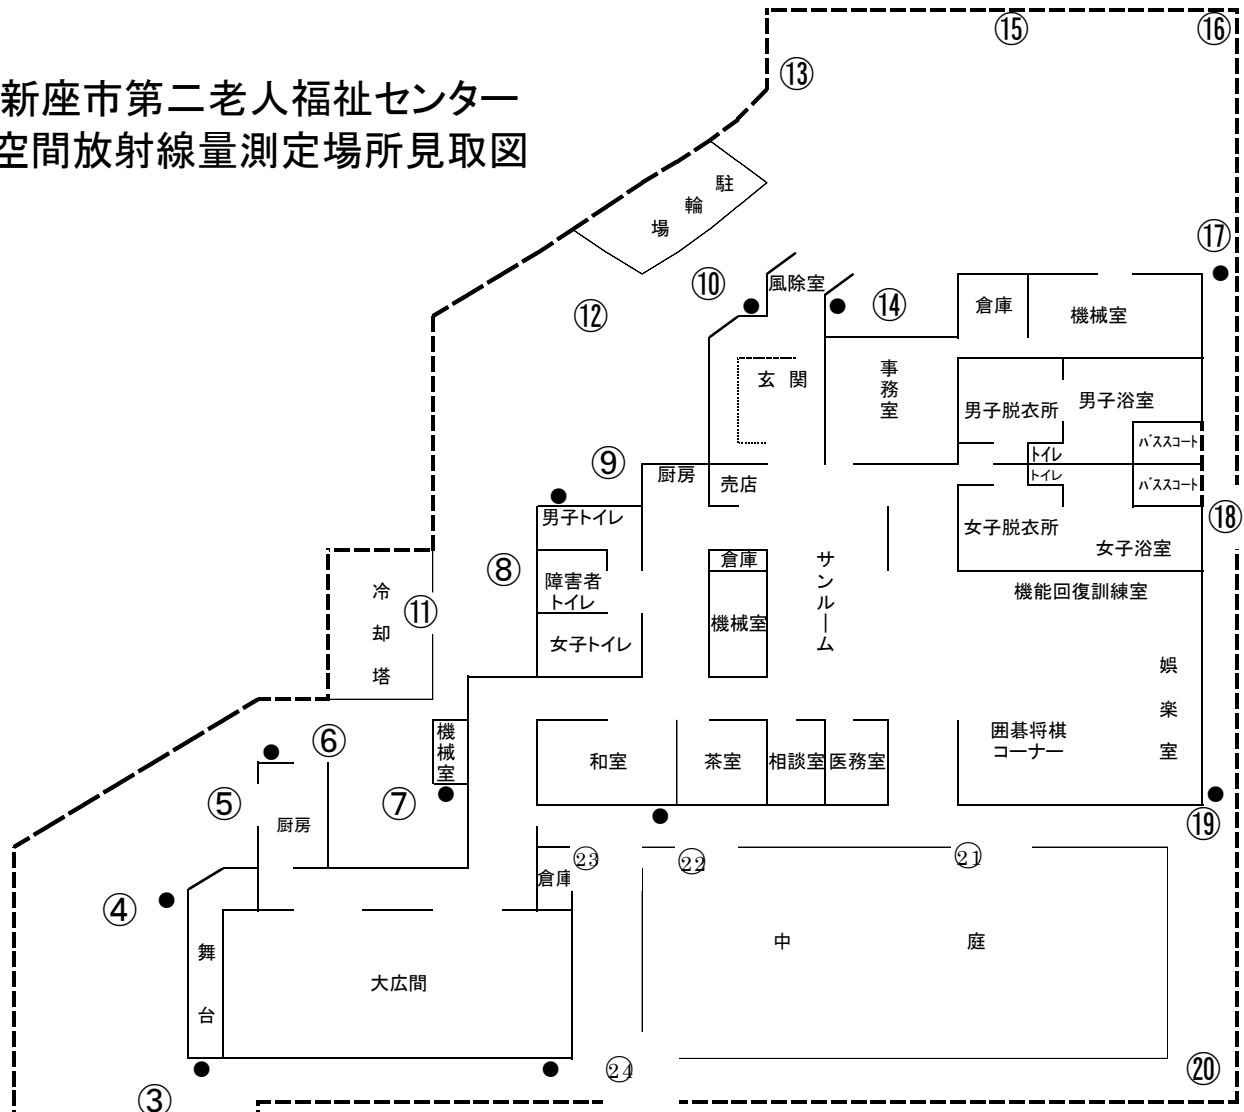 新座市第二老人福祉センター
空間放射線量測定場所見取図
⑮
⑯
⑬
駐輪場
⑰
⑩
風除室
⑭
倉庫
機械室
⑫
玄 関
事務室
男子脱衣所
男子浴室
バスコート
トイレ
⑨
厨房
売店
トイレ
バスコート
男子トイレ
女子脱衣所
⑱
女子浴室
⑧
倉庫
サンルーム
障害者
トイレ
冷却塔
⑪
機能回復訓練室
機械室
女子トイレ
娯楽室
⑥
機械室
和室
茶室
相談室
医務室
囲碁将棋
コーナー
⑤
⑦
厨房
⑲
㉓
㉒
㉑
倉庫
④
舞台
大広間
中庭
㉔
⑳
③